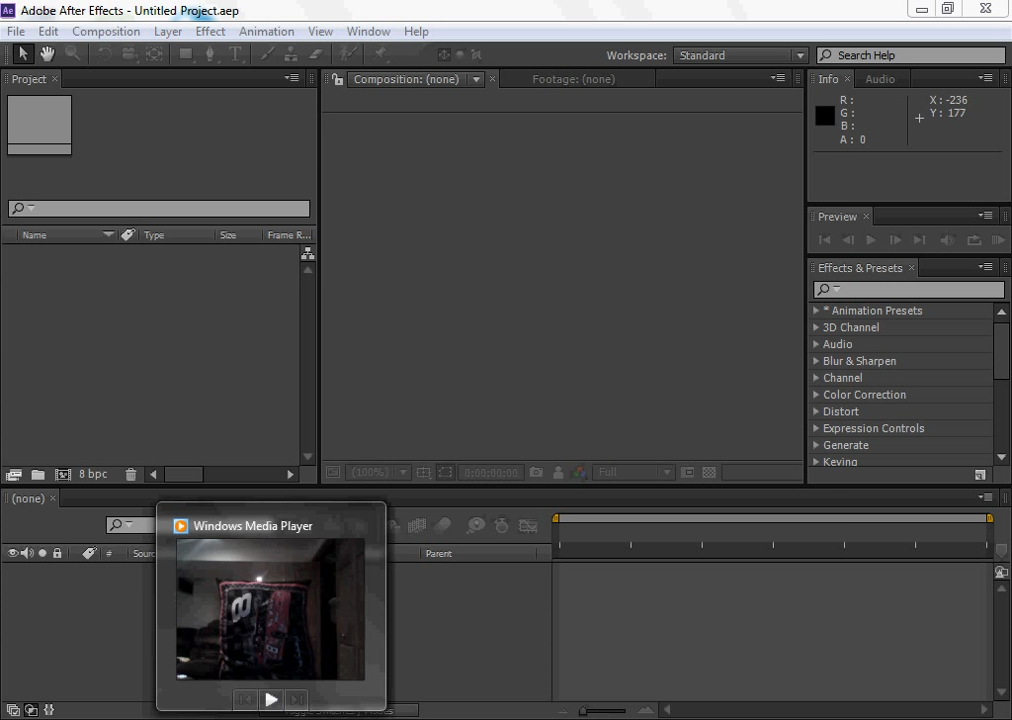 Ae Adobe After Effects - Untitled Project.aep
File Edit Composition Layer Effect Animation View Window Help
Workspace: Standard Search Help
Project Composition: (none) Footage: (none) Info Audio
R : X : -236
G : Y : 177
B :
A : 0
Preview
Name Type Size Frame R...
Effects & Presets
* Animation Presets
3D Channel
Audio
Blur & Sharpen
Channel
Color Correction
Distort
Expression Controls
Generate
Keying
8 bpc (100%) 0:00:00:00 Full
(none)
Windows Media Player
# Sourc Parent
8